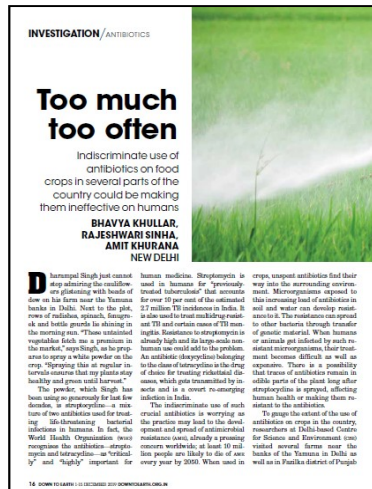 INVESTIGATION/ANTIBIOTICS
Too much
too often
Indiscriminate use of
antibiotics on food
crops in several parts of the
country could be making
them ineffective on humans
BHAVYA KHULLAR,
RAJESHWARI SINHA,
AMIT KHURANA
NEW DELHI
Dharampal Singh just cannot
stop admiring the cauliflow-
ers glistening with beads of
dew on his farm near the Yamuna
banks in Delhi. Next to the plot,
rows of radishes, spinach, fenugre-
ek and bottle gourds lie shining in
the morning sun. "These untainted
vegetables fetch me a premium in
the market," says Singh, as he prep-
ares to spray a white powder on the
crop. "Spraying this at regular int-
ervals ensures that my plants stay
healthy and green until harvest."
The powder, which Singh has
been using so generously for last few
decades, is streptocycline—a mix-
ture of two antibiotics used for treat-
ing life-threatening bacterial
infections in humans. In fact, the
World Health Organization (WHO)
recognises the antibiotics—strepto-
mycin and tetracycline—as "critical-
ly" and "highly" important for
human medicine. Streptomycin is
used in humans for "previously-
treated tuberculosis" that accounts
for over 10 per cent of the estimated
2.7 million TB incidences in India. It
is also used to treat multidrug-resist-
ant TB and certain cases of TB men-
ingitis. Resistance to streptomycin is
already high and its large-scale non-
human use could add to the problem.
An antibiotic (doxycycline) belonging
to the class of tetracycline is the drug
of choice for treating rickettsial dis-
eases, which gets transmitted by ins-
ects and is a covert re-emerging
infection in India.
The indiscriminate use of such
crucial antibiotics is worrying as
the practice may lead to the devel-
opment and spread of antimicrobial
resistance (AMR), already a pressing
concern worldwide; at least 10 mil-
lion people are likely to die of AMR
every year by 2050. When used in
crops, unspent antibiotics find their
way into the surrounding environ-
ment. Microorganisms exposed to
this increasing load of antibiotics in
soil and water can develop resist-
ance to it. The resistance can spread
to other bacteria through transfer
of genetic material. When humans
or animals get infected by such res-
istant microorganisms, their treat-
ment becomes difficult as well as
expensive. There is a possibility
that traces of antibiotics remain in
edible parts of the plant long after
streptocycline is sprayed, affecting
human health or making them re-
sistant to the antibiotics.
To gauge the extent of the use of
antibiotics on crops in the country,
researchers at Delhi-based Centre
for Science and Environment (CSE)
visited several farms near the
banks of the Yamuna in Delhi as
well as in Fazilka district of Punjab
16 DOWN TO EARTH 1-15 DECEMBER 2019 DOWNTOEARTH.ORG.IN